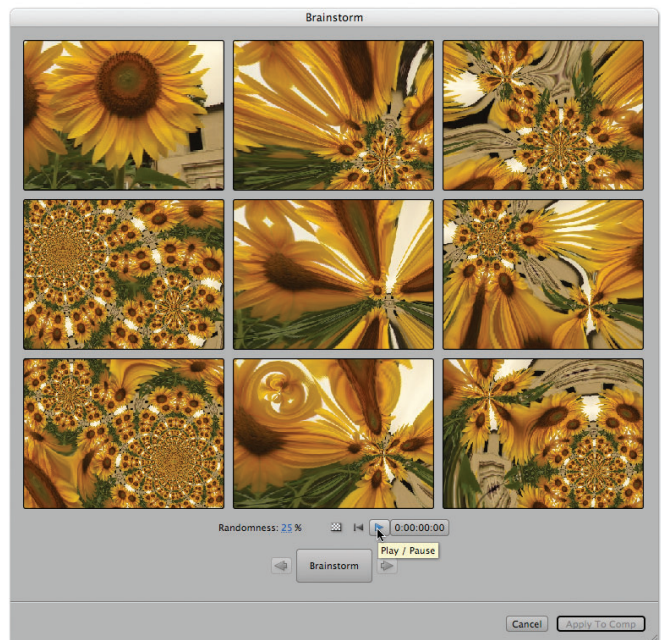 Brainstorm
Randomness: 25 % 0:00:00:00
Play / Pause
Brainstorm
Cancel Apply To Comp